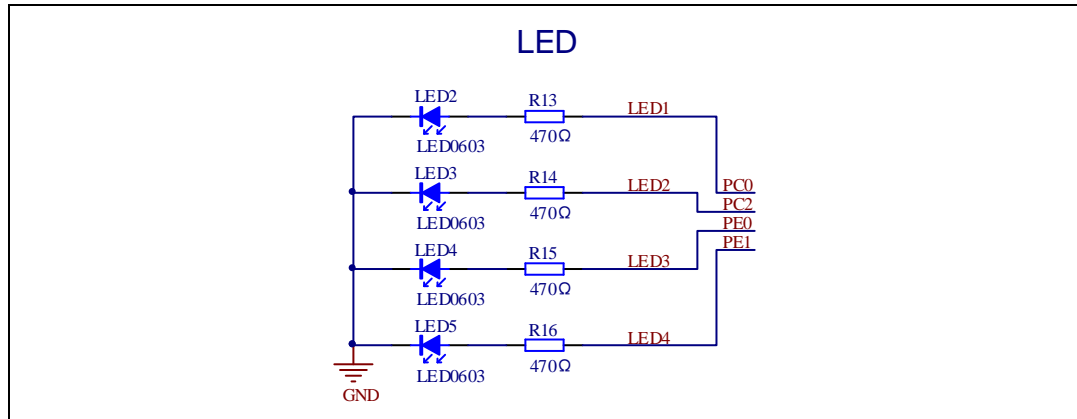 LED
LED2
R13
LED1
LED0603
470Ω
LED3
R14
LED2
PC0
LED0603
470Ω
PC2
PE0
LED4
R15
LED3
PE1
LED0603
470Ω
LED5
R16
LED4
LED0603
470Ω
GND